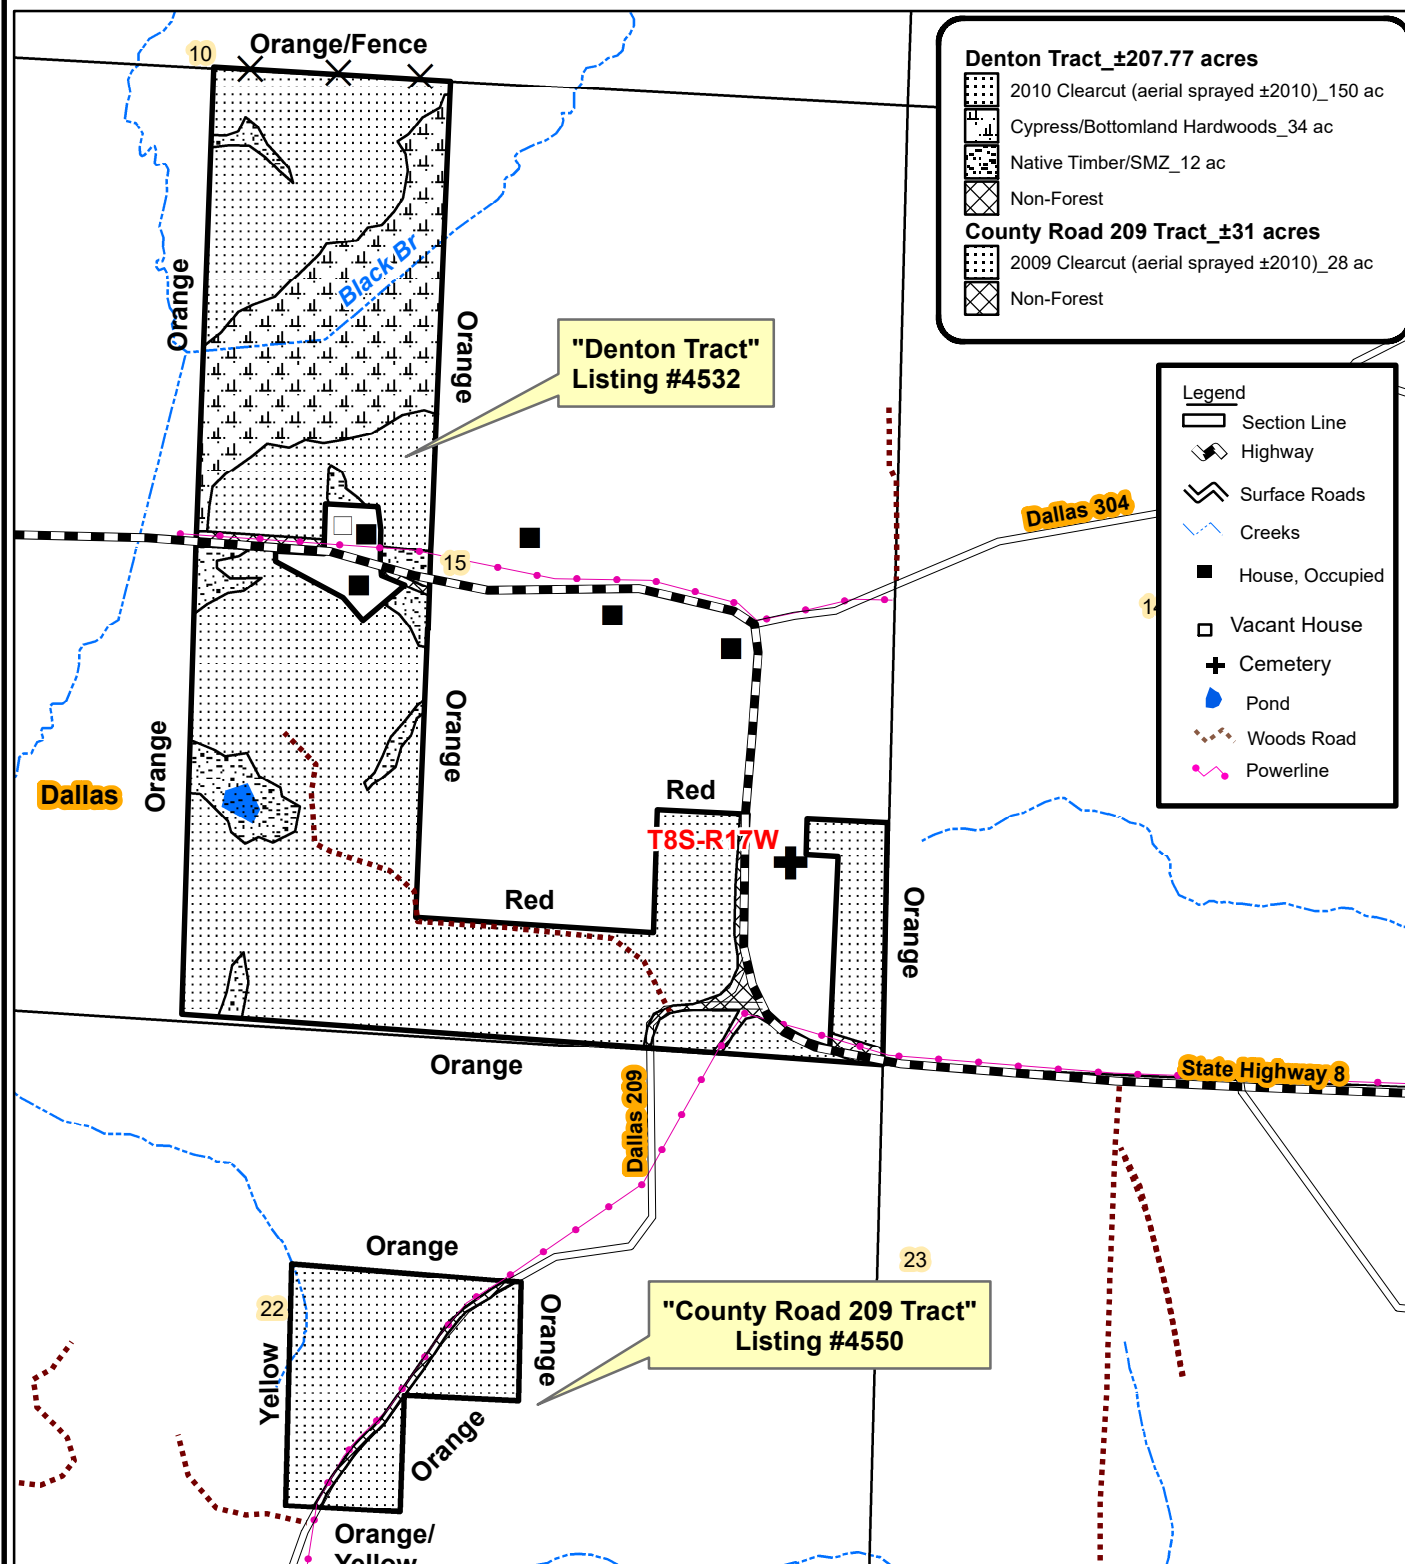 10
Orange/Fence
Denton Tract_±207.77 acres
2010 Clearcut (aerial sprayed ±2010)_150 ac
Cypress/Bottomland Hardwoods_34 ac
Native Timber/SMZ_12 ac
Non-Forest
County Road 209 Tract_±31 acres
2009 Clearcut (aerial sprayed ±2010)_28 ac
Non-Forest
Black Br
Orange
Orange
"Denton Tract"
Listing #4532
Legend
Section Line
Highway
Surface Roads
Creeks
House, Occupied
Vacant House
Cemetery
Pond
Woods Road
Powerline
Dallas 304
15
14
Orange
Orange
Dallas
Red
T8S-R17W
Red
Orange
Orange
State Highway 8
Dallas 209
Orange
23
22
"County Road 209 Tract"
Listing #4550
Orange
Yellow
Orange
Orange/
Yellow